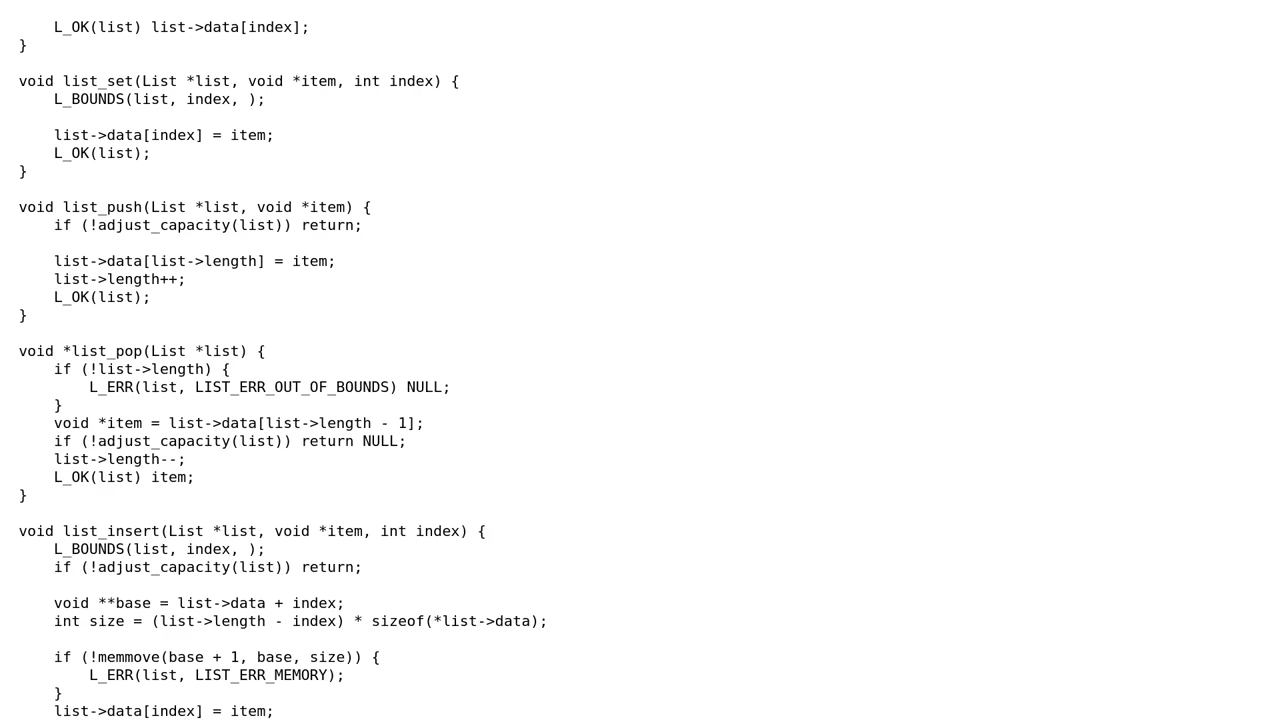 L_OK(list) list->data[index];
}

void list_set(List *list, void *item, int index) {
    L_BOUNDS(list, index, );

    list->data[index] = item;
    L_OK(list);
}

void list_push(List *list, void *item) {
    if (!adjust_capacity(list)) return;

    list->data[list->length] = item;
    list->length++;
    L_OK(list);
}

void *list_pop(List *list) {
    if (!list->length) {
        L_ERR(list, LIST_ERR_OUT_OF_BOUNDS) NULL;
    }
    void *item = list->data[list->length - 1];
    if (!adjust_capacity(list)) return NULL;
    list->length--;
    L_OK(list) item;
}

void list_insert(List *list, void *item, int index) {
    L_BOUNDS(list, index, );
    if (!adjust_capacity(list)) return;

    void **base = list->data + index;
    int size = (list->length - index) * sizeof(*list->data);

    if (!memmove(base + 1, base, size)) {
        L_ERR(list, LIST_ERR_MEMORY);
    }
    list->data[index] = item;